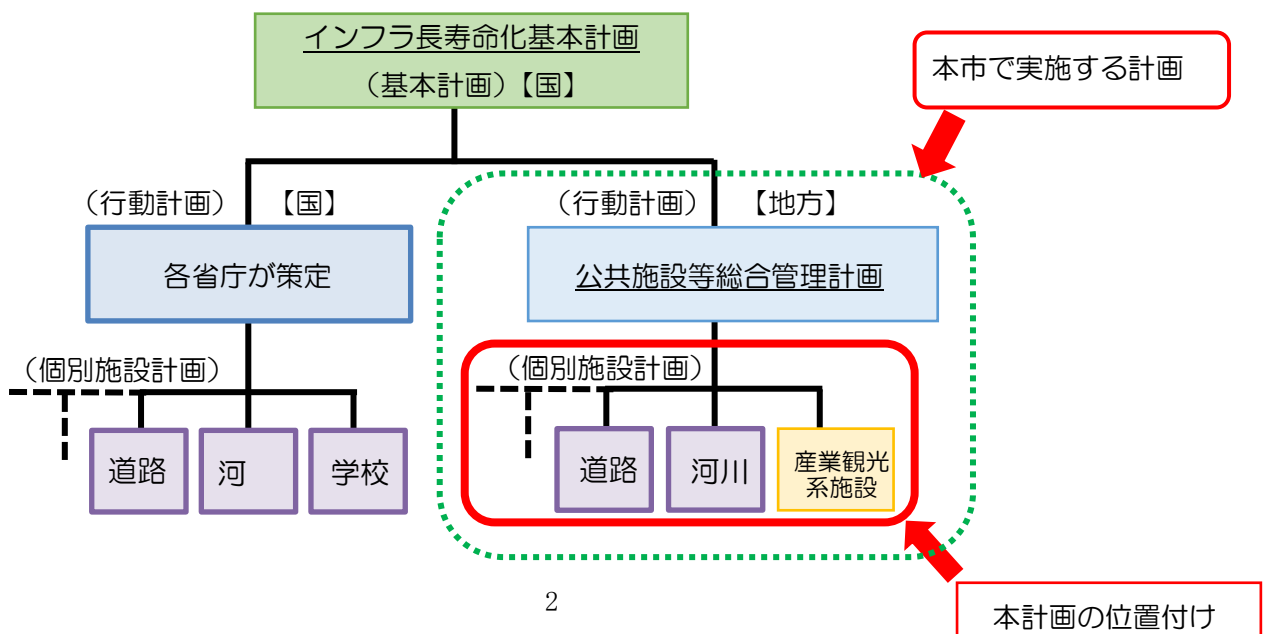 インフラ長寿命化基本計画
（基本計画）【国】
本市で実施する計画
（行動計画）　【国】
（行動計画）　【地方】
各省庁が策定
公共施設等総合管理計画
（個別施設計画）
（個別施設計画）
道路
河
学校
道路
河川
産業観光
系施設
2
本計画の位置付け